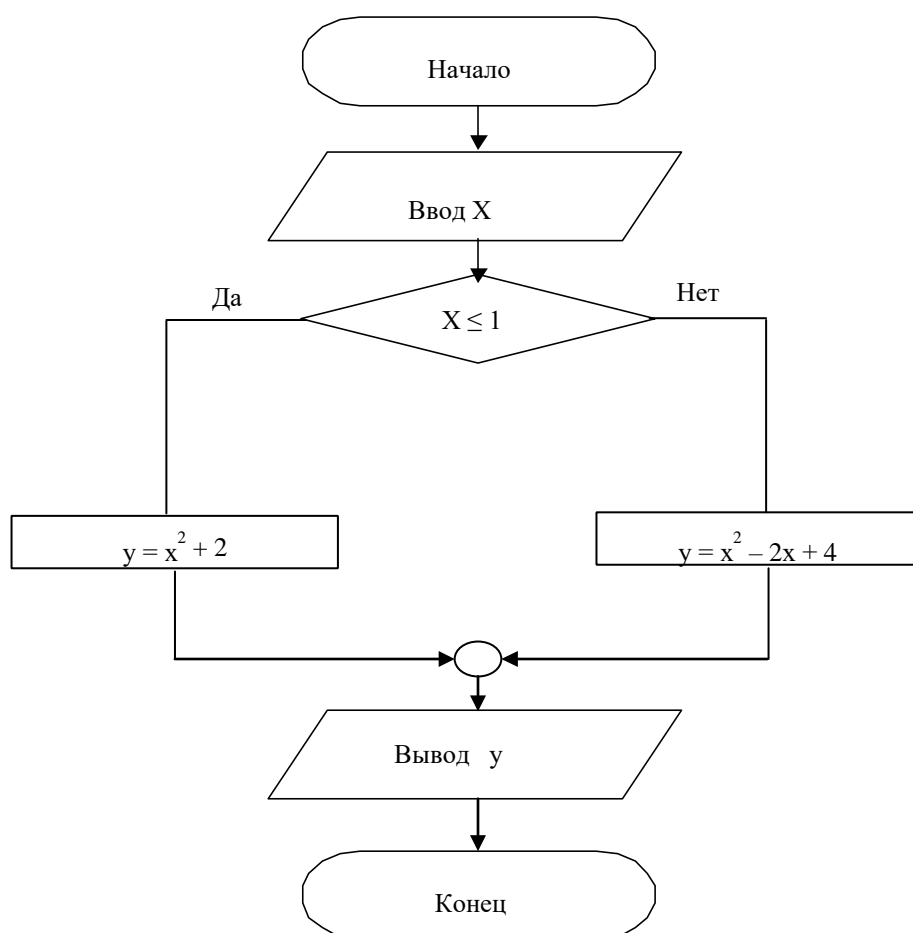 Начало
Ввод X
Да
Нет
X ≤ 1
y = x² + 2
y = x² – 2x + 4
Вывод y
Конец